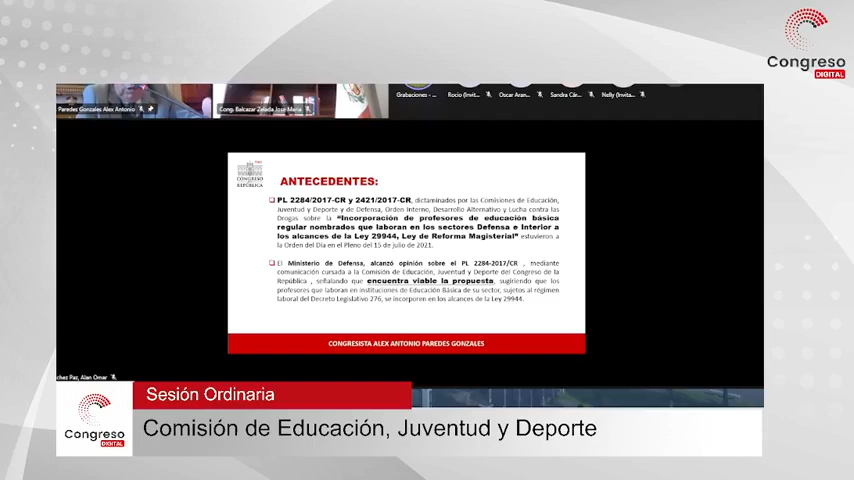 Congreso
DIGITAL
Paredes Gonzales Alex Antonio
Cong. Balcazar Zelada Jose Maria
Grabaciones - ...
Rocio (Invit...
Oscar Aran...
Sandra Cár...
Nelly (Invita...
CONGRESO
REPÚBLICA
ANTECEDENTES:
PL 2284/2017-CR y 2421/2017-CR, dictaminados por las Comisiones de Educación,
Juventud y Deporte y de Defensa, Orden Interno, Desarrollo Alternativo y Lucha contra las
Drogas sobre la "Incorporación de profesores de educación básica
regular nombrados que laboran en los sectores Defensa e Interior a
los alcances de la Ley 29944, Ley de Reforma Magisterial" estuvieron a
la Orden del Día en el Pleno del 15 de julio de 2021.
El Ministerio de Defensa, alcanzó opinión sobre el PL 2284-2017/CR , mediante
comunicación cursada a la Comisión de Educación, Juventud y Deporte del Congreso de la
República , señalando que encuentra viable la propuesta, sugiriendo que los
profesores que laboran en instituciones de Educación Básica de su sector, sujetos al régimen
laboral del Decreto Legislativo 276, se incorporen en los alcances de la Ley 29944.
CONGRESISTA ALEX ANTONIO PAREDES GONZALES
chez Paz, Alan Omar
Sesión Ordinaria
Congreso
DIGITAL
Comisión de Educación, Juventud y Deporte